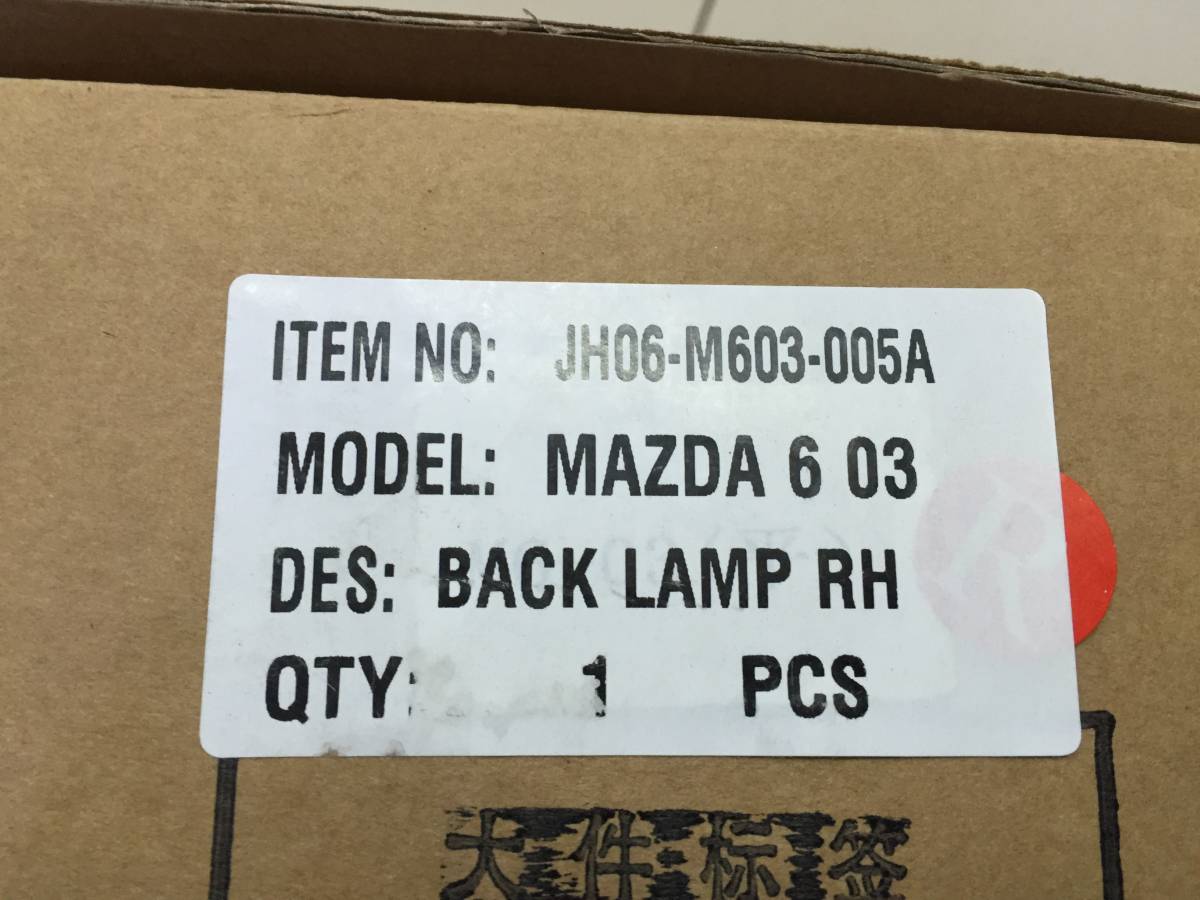 ITEM NO: JH06-M603-005A
MODEL: MAZDA 6 03
DES: BACK LAMP RH
QTY: 1 PCS
大件标签